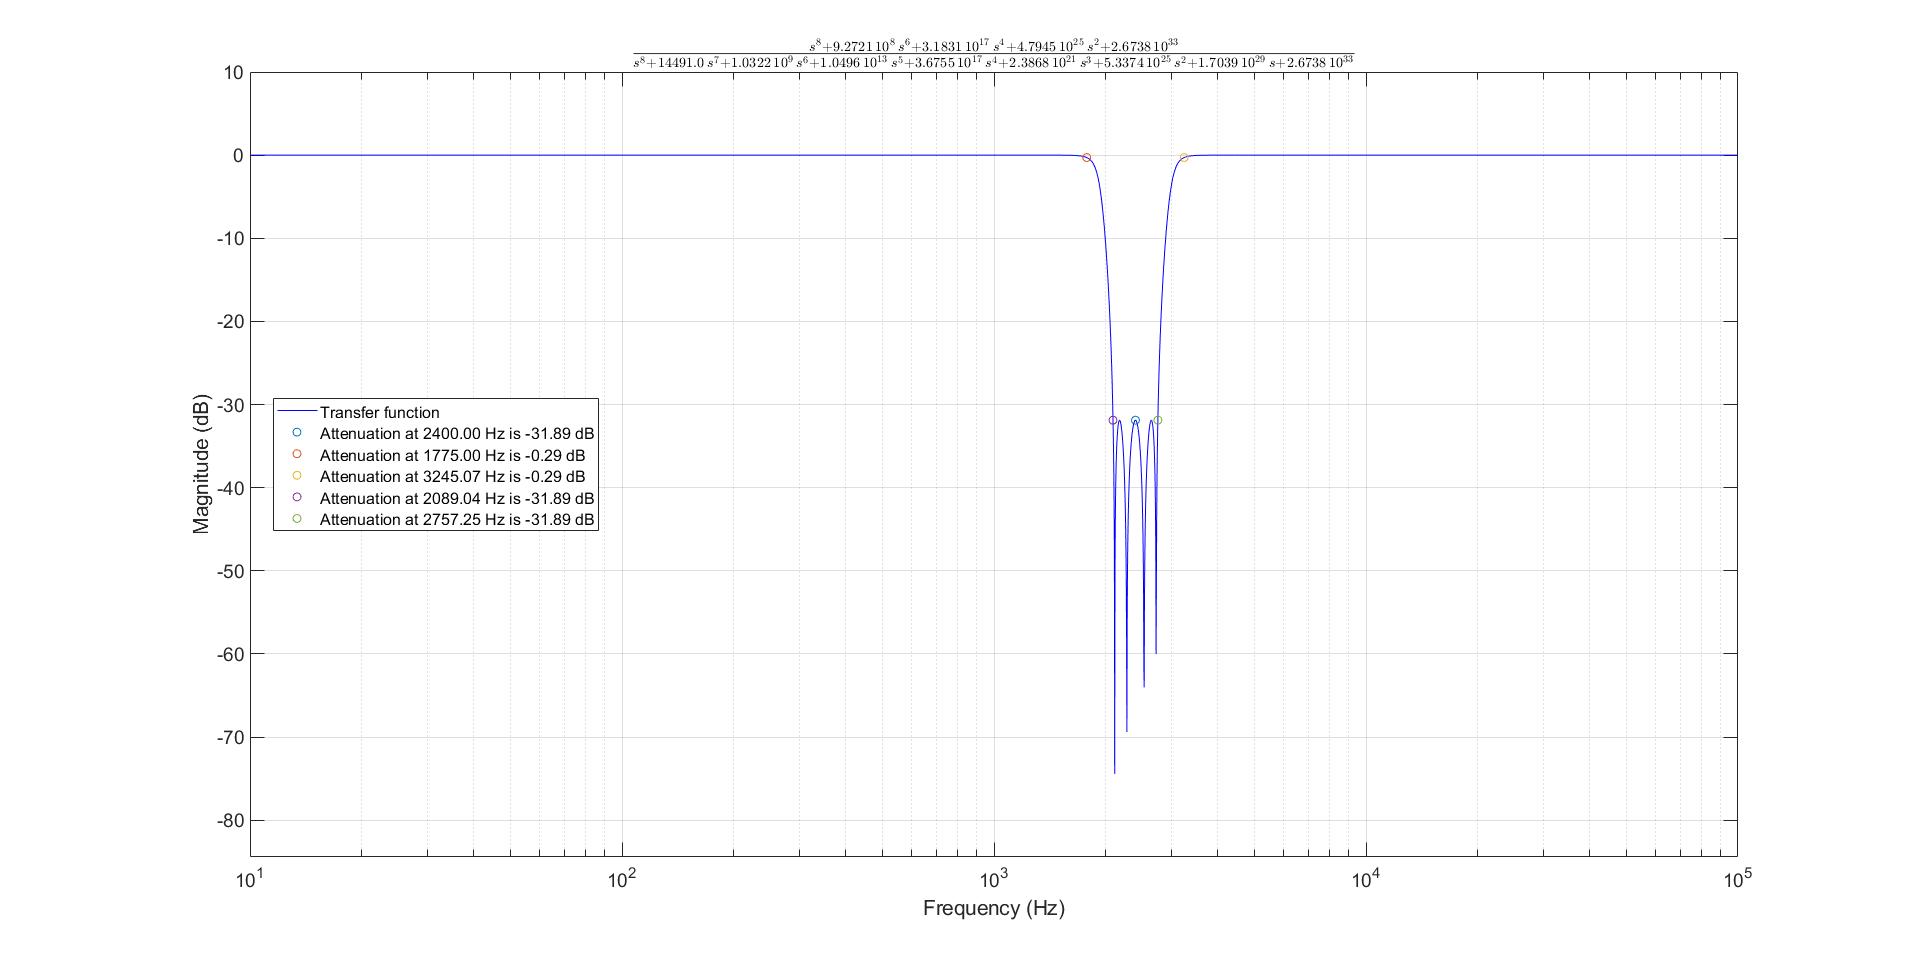 s^8+9.2721 10^8 s^6+3.1831 10^17 s^4+4.7945 10^25 s^2+2.6738 10^33
s^8+14491.0 s^7+1.0322 10^9 s^6+1.0496 10^13 s^5+3.6755 10^17 s^4+2.3868 10^21 s^3+5.3374 10^25 s^2+1.7039 10^29 s+2.6738 10^33
10
0
-10
-20
-30
-40
-50
-60
-70
-80
Magnitude (dB)
Transfer function
Attenuation at 2400.00 Hz is -31.89 dB
Attenuation at 1775.00 Hz is -0.29 dB
Attenuation at 3245.07 Hz is -0.29 dB
Attenuation at 2089.04 Hz is -31.89 dB
Attenuation at 2757.25 Hz is -31.89 dB
10^1 10^2 10^3 10^4 10^5
Frequency (Hz)